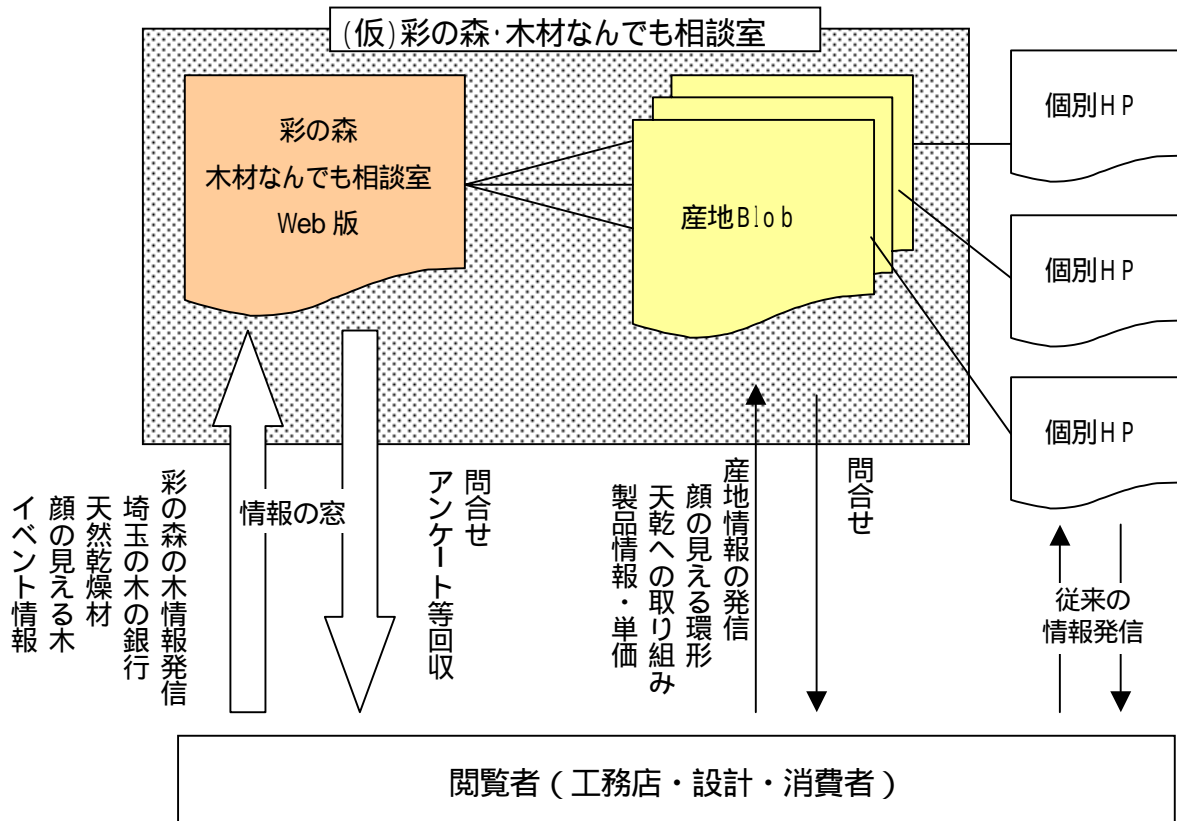 (仮)彩の森・木材なんでも相談室
彩の森
木材なんでも相談室
Web 版
産地Blob
個別HP
個別HP
個別HP
彩の森の木情報発信
埼玉の木の銀行
天然乾燥材
顔の見える木
イベント情報
情報の窓
問合せ
アンケート等回収
産地情報の発信
顔の見える環形
天乾への取り組み
製品情報・単価
問合せ
従来の
情報発信
閲覧者（工務店・設計・消費者）